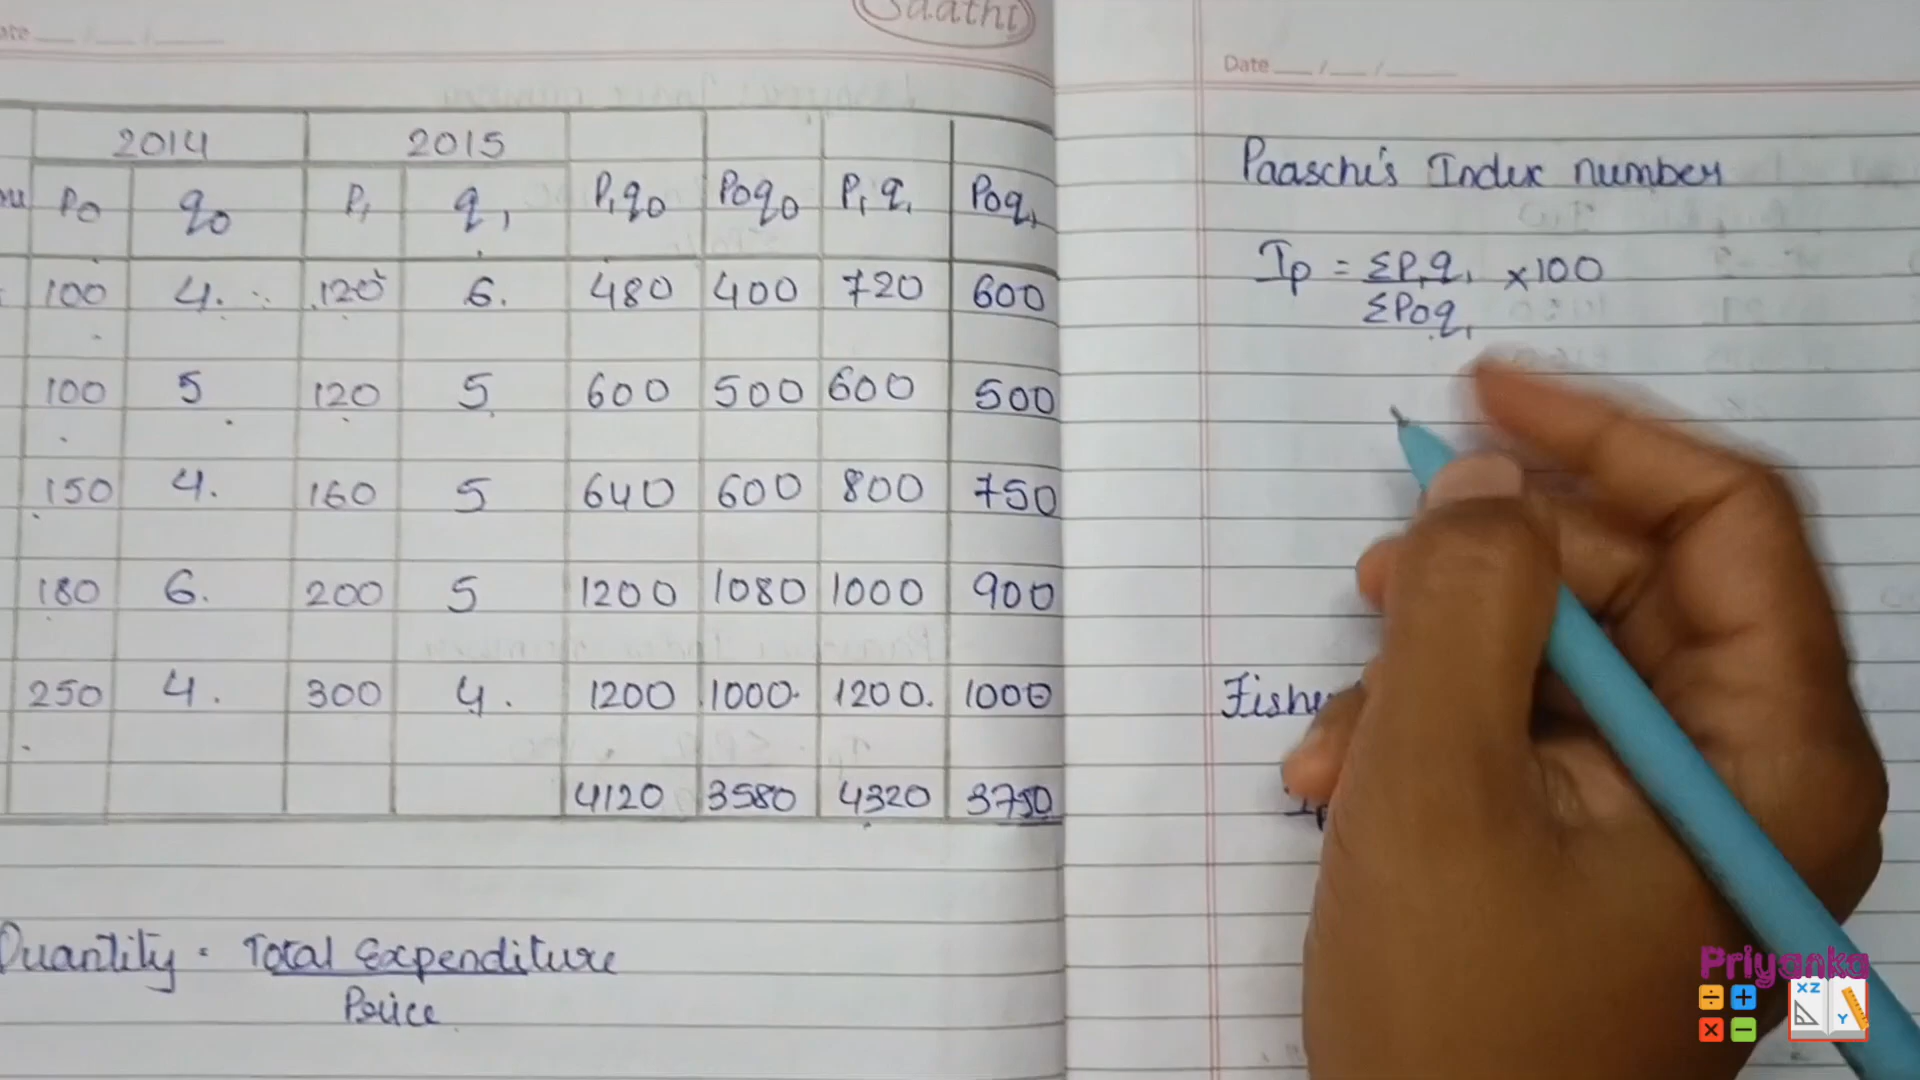 Saathi
Date
2014 2015
P0 q0 P1 q1 P1q0 P0q0 P1q1 P0q1
100 4. 120 6. 480 400 720 600
100 5 120 5 600 500 600 500
150 4. 160 5 640 600 800 750
180 6. 200 5 1200 1080 1000 900
250 4. 300 4. 1200 1000 1200 1000
4120 3580 4320 3750
Quantity = Total Expenditure
Price
Date
Paaschi's Index number
Ip = ΣP1q1 ×100
ΣP0q1
Priyanka
XZ
Y